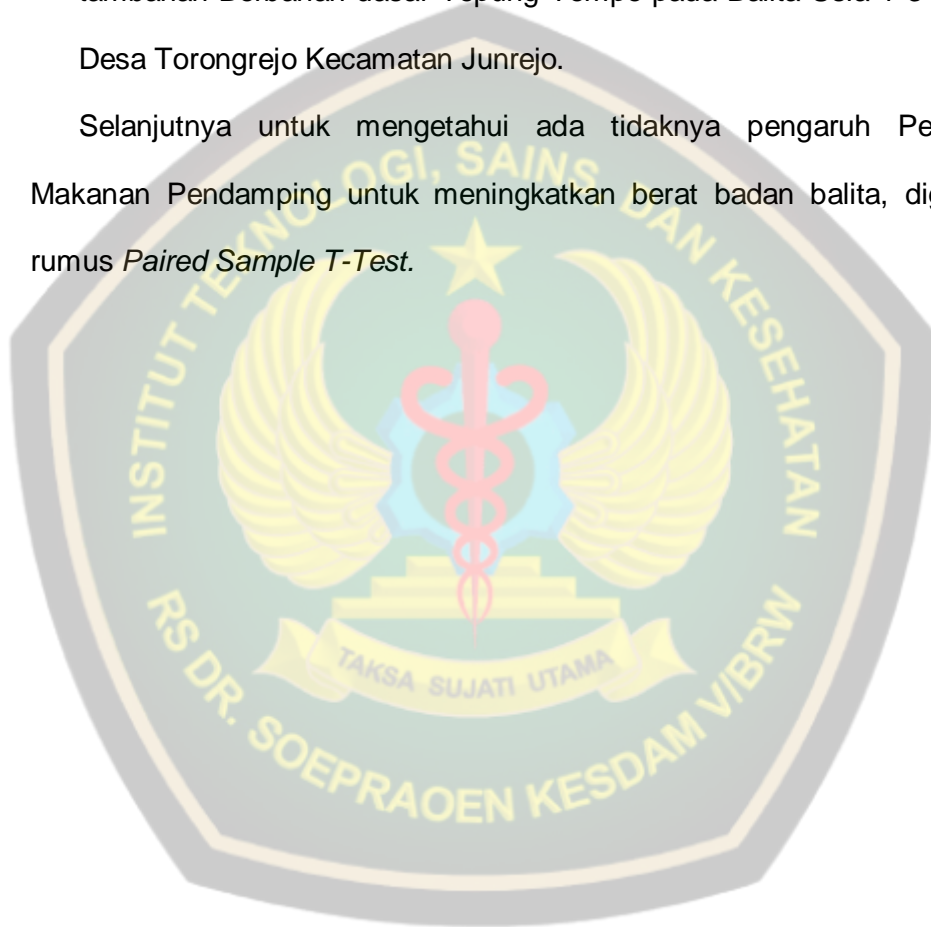 Desa Torongrejo Kecamatan Junrejo.
Selanjutnya untuk mengetahui ada tidaknya pengaruh
Makanan Pendamping untuk meningkatkan berat badan balita,
rumus Paired Sample T-Test.
INSTITUT TEKNOLOGI, SAINS, DAN KESEHATAN
TAKSA SUJATI UTAMA
RS DR. SOEPRAOEN KESDAM V/BRW